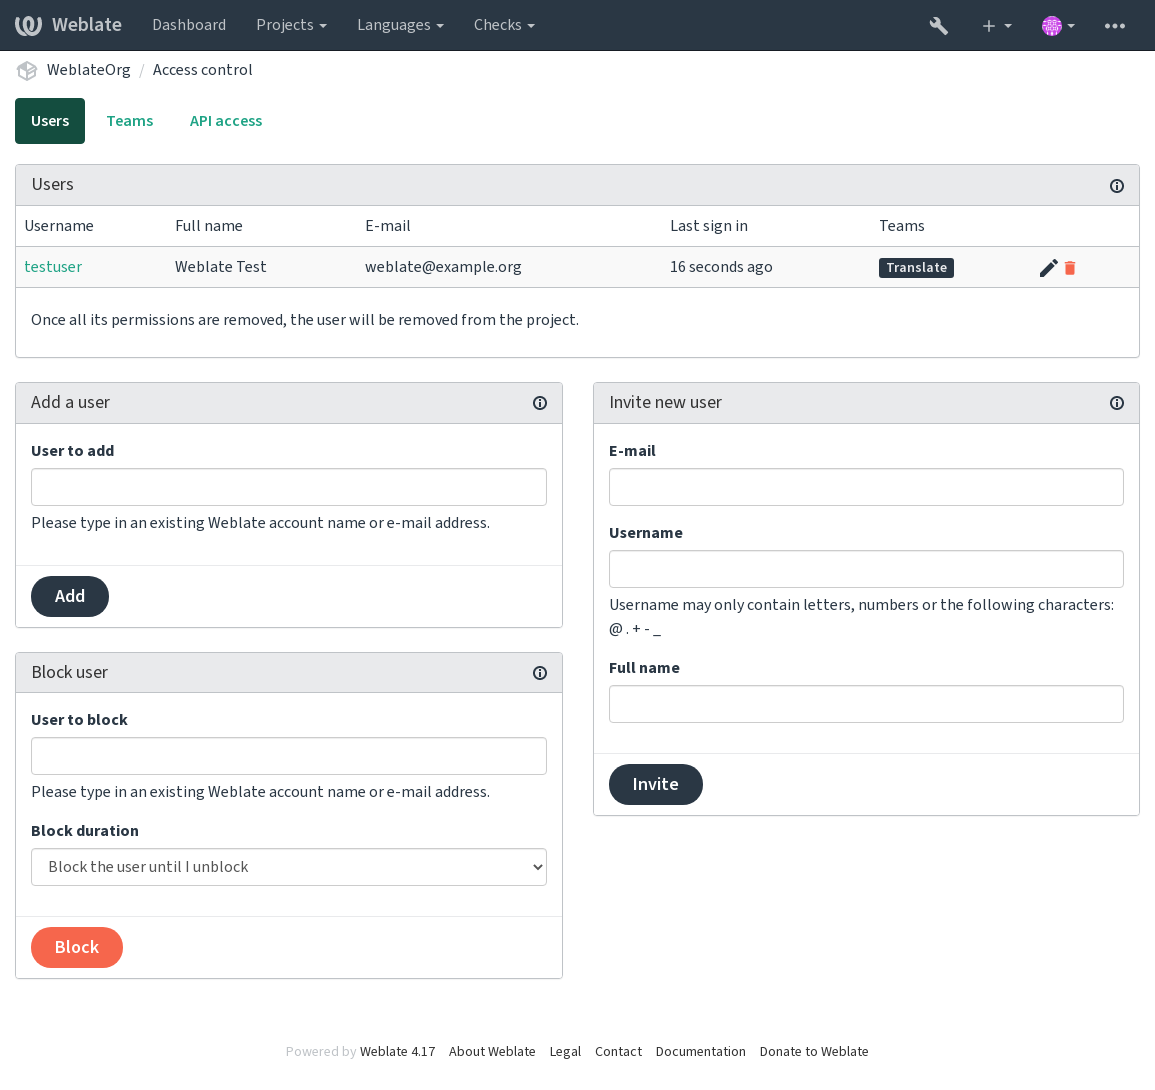 Weblate Dashboard Projects Languages Checks
WeblateOrg / Access control
Users Teams API access
Users
Username Full name E-mail Last sign in Teams
testuser Weblate Test weblate@example.org 16 seconds ago Translate
Once all its permissions are removed, the user will be removed from the project.
Add a user
User to add
Please type in an existing Weblate account name or e-mail address.
Add
Block user
User to block
Please type in an existing Weblate account name or e-mail address.
Block duration
Block the user until I unblock
Block
Invite new user
E-mail
Username
Username may only contain letters, numbers or the following characters:
@ . + - _
Full name
Invite
Powered by Weblate 4.17 About Weblate Legal Contact Documentation Donate to Weblate